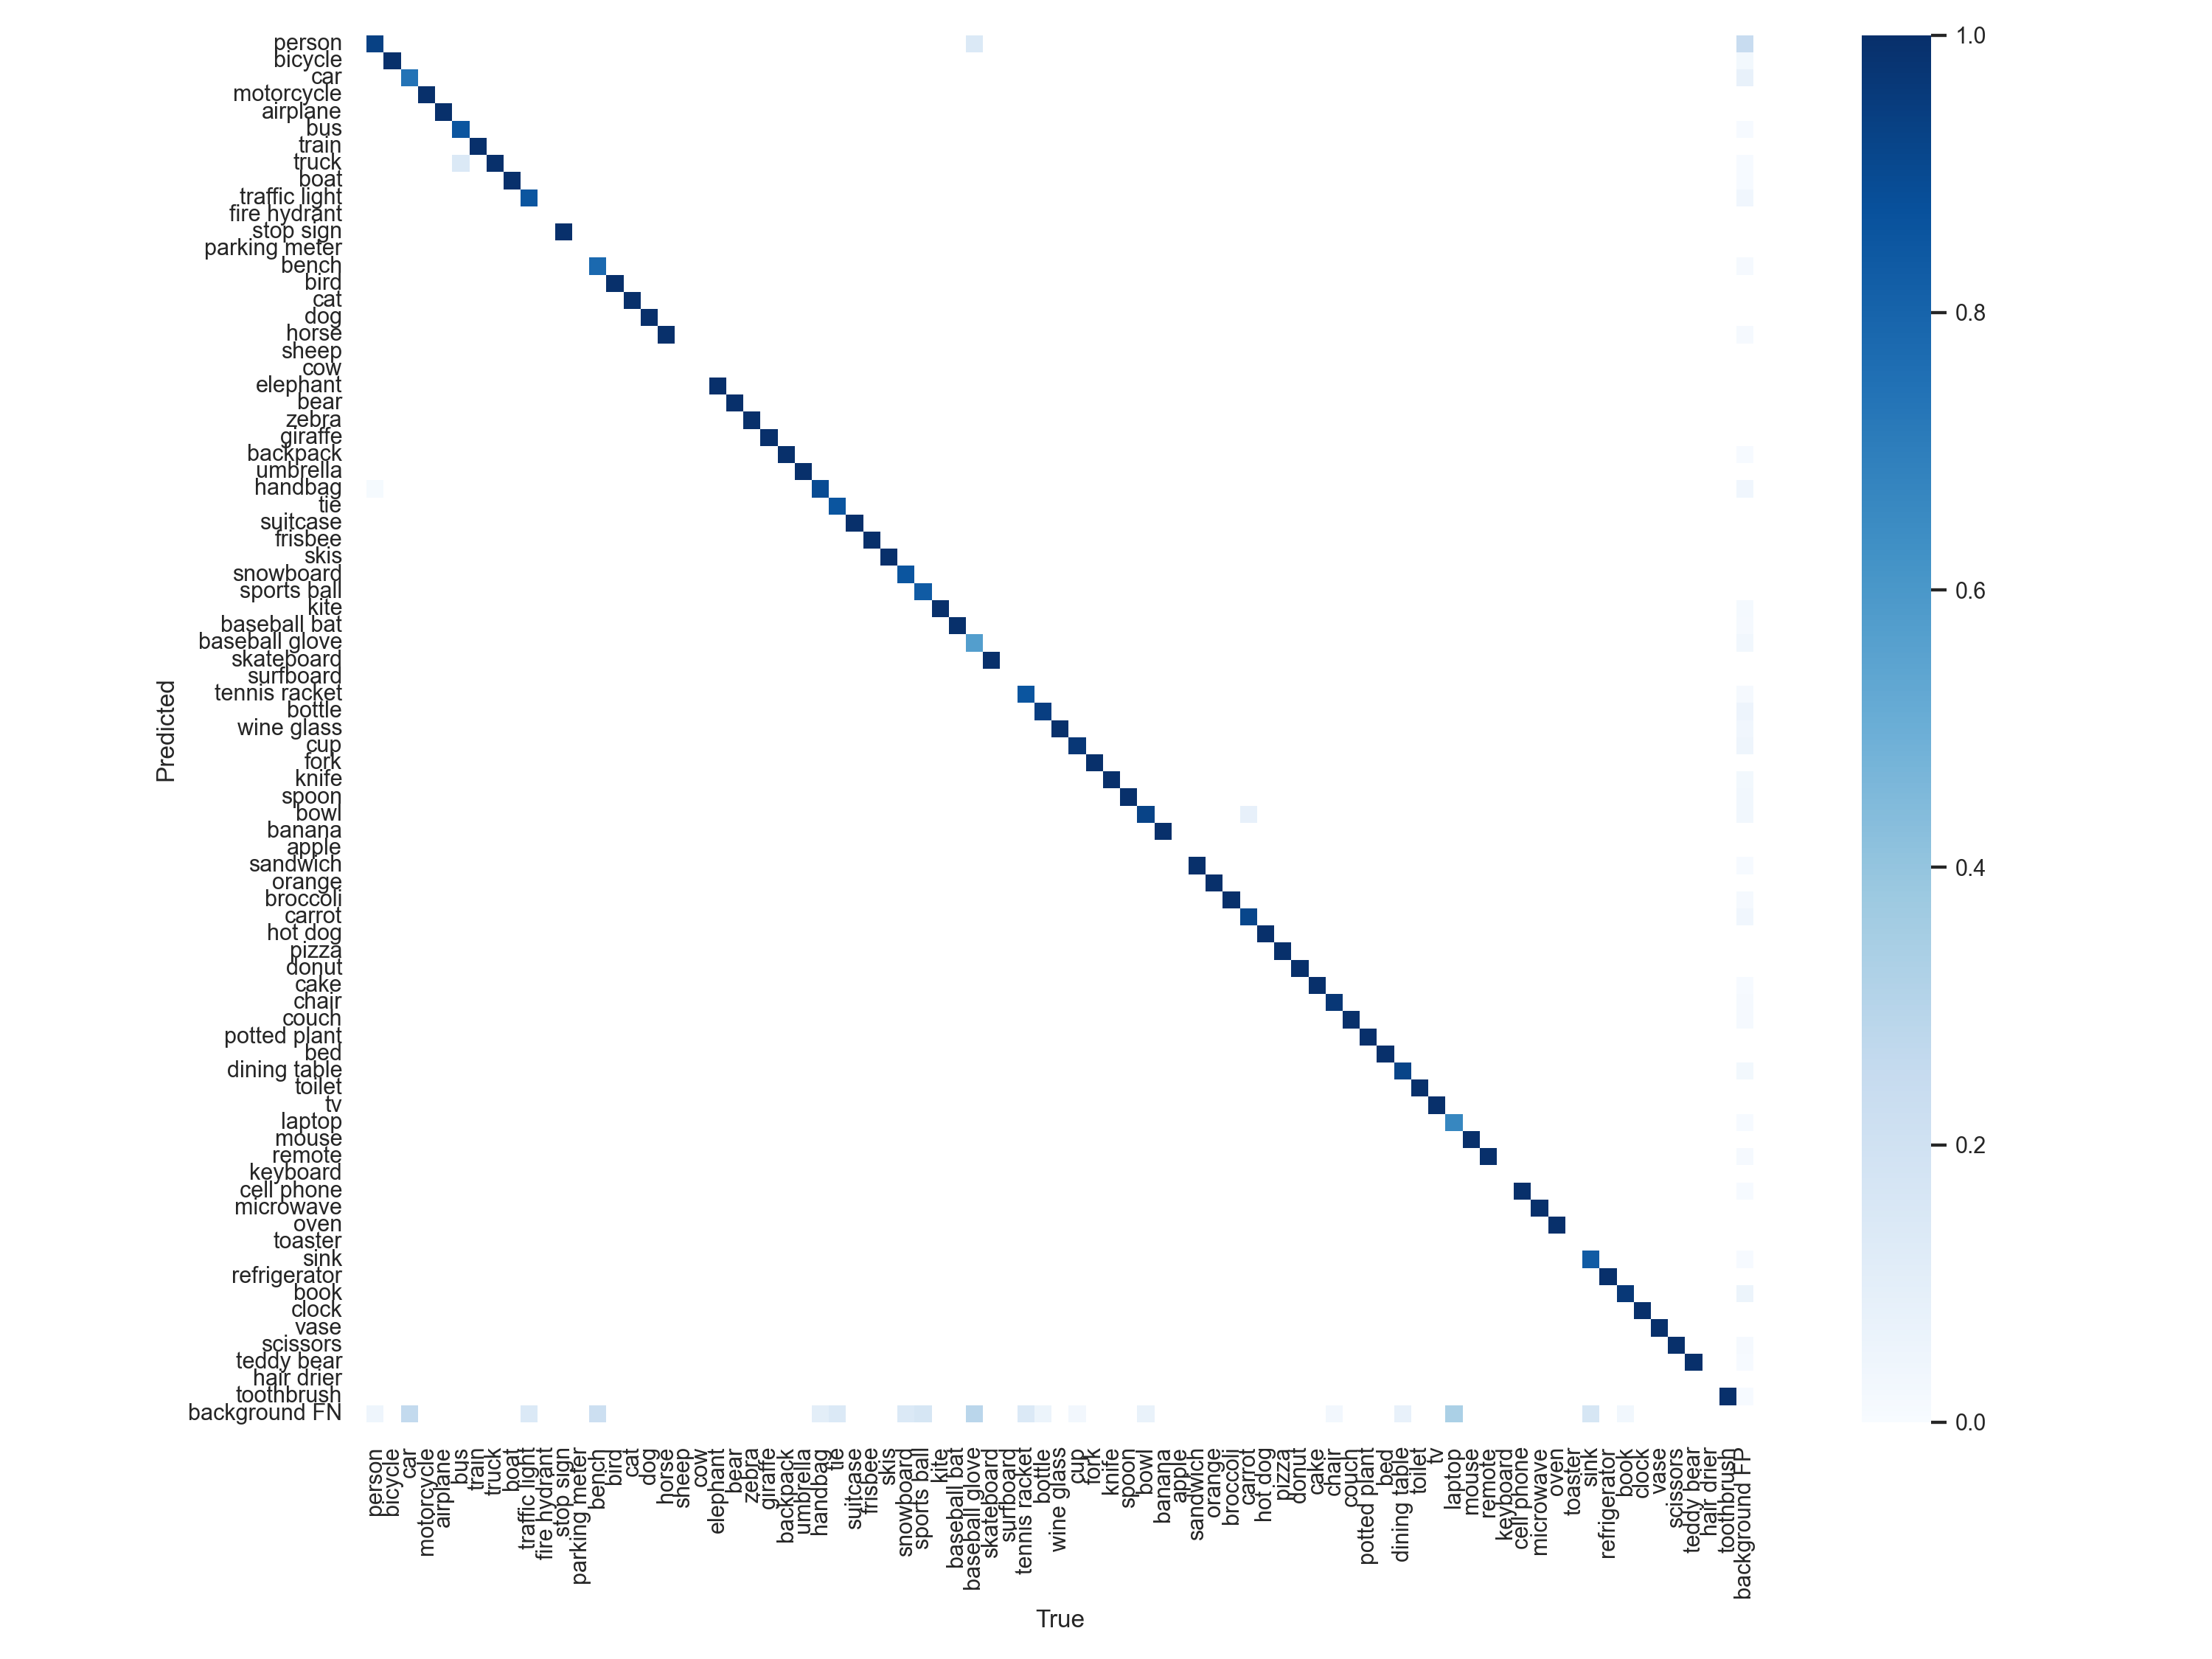 person
bicycle
car
motorcycle
airplane
bus
train
truck
boat
traffic light
fire hydrant
stop sign
parking meter
bench
bird
cat
dog
horse
sheep
cow
elephant
bear
zebra
giraffe
backpack
umbrella
handbag
tie
suitcase
frisbee
skis
snowboard
sports ball
kite
baseball bat
baseball glove
skateboard
surfboard
tennis racket
bottle
wine glass
cup
fork
knife
spoon
bowl
banana
apple
sandwich
orange
broccoli
carrot
hot dog
pizza
donut
cake
chair
couch
potted plant
bed
dining table
toilet
tv
laptop
mouse
remote
keyboard
cell phone
microwave
oven
toaster
sink
refrigerator
book
clock
vase
scissors
teddy bear
hair drier
toothbrush
background FN
Predicted
person
bicycle
car
motorcycle
airplane
bus
train
truck
boat
traffic light
fire hydrant
stop sign
parking meter
bench
bird
cat
dog
horse
sheep
cow
elephant
bear
zebra
giraffe
backpack
umbrella
handbag
tie
suitcase
frisbee
skis
snowboard
sports ball
kite
baseball bat
baseball glove
skateboard
surfboard
tennis racket
bottle
wine glass
cup
fork
knife
spoon
bowl
banana
apple
sandwich
orange
broccoli
carrot
hot dog
pizza
donut
cake
chair
couch
potted plant
bed
dining table
toilet
tv
laptop
mouse
remote
keyboard
cell phone
microwave
oven
toaster
sink
refrigerator
book
clock
vase
scissors
teddy bear
hair drier
toothbrush
background FP
True
1.0
0.8
0.6
0.4
0.2
0.0